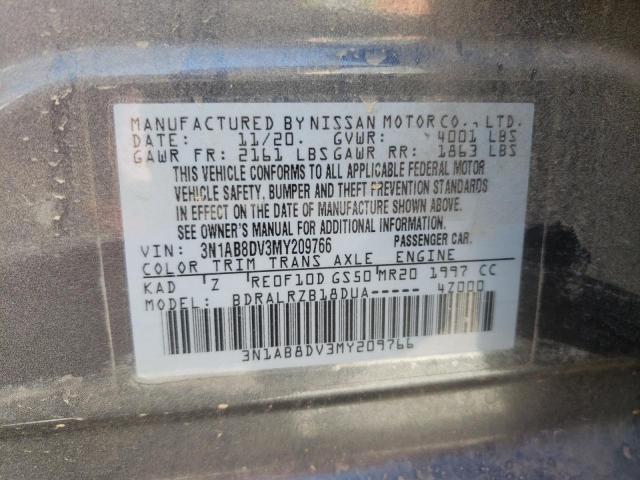 MANUFACTURED BY NISSAN MOTOR CO., LTD.
DATE: 11/20. GVWR: 4001 LBS
GAWR FR: 2161 LBS GAWR RR: 1863 LBS
THIS VEHICLE CONFORMS TO ALL APPLICABLE FEDERAL MOTOR
VEHICLE SAFETY, BUMPER AND THEFT PREVENTION STANDARDS
IN EFFECT ON THE DATE OF MANUFACTURE SHOWN ABOVE.
SEE OWNER'S MANUAL FOR ADDITIONAL INFORMATION.
VIN: 3N1AB8DV3MY209766 PASSENGER CAR.
COLOR TRIM TRANS AXLE ENGINE
KAD Z RE0F10D GS50 MR20 1997 CC
MODEL: BDRALRZB18DUA----- 4Z000
3N1AB8DV3MY209766